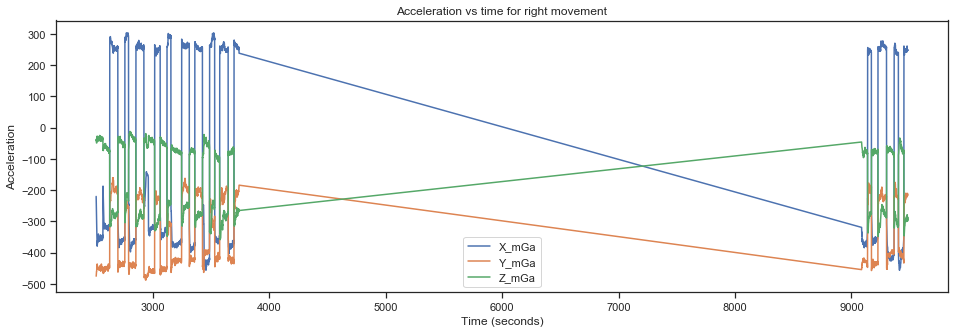 Acceleration vs time for right movement
Acceleration
300
200
100
0
−100
−200
−300
−400
−500
X_mGa
Y_mGa
Z_mGa
3000
4000
5000
6000
7000
8000
9000
Time (seconds)